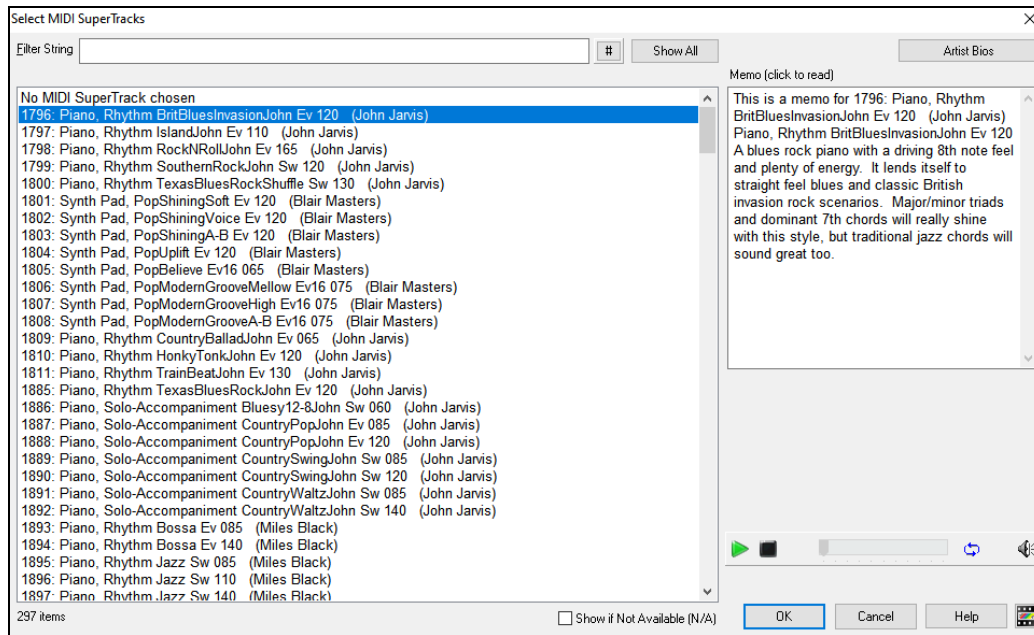 Select MIDI SuperTracks
Filter String
#
Show All
Artist Bios
Memo (click to read)
No MIDI SuperTrack chosen
1796: Piano, Rhythm BritBluesInvasionJohn Ev 120 (John Jarvis)
1797: Piano, Rhythm IslandJohn Ev 110 (John Jarvis)
1798: Piano, Rhythm RockNRollJohn Ev 165 (John Jarvis)
1799: Piano, Rhythm SouthernRockJohn Sw 120 (John Jarvis)
1800: Piano, Rhythm TexasBluesRockShuffle Sw 130 (John Jarvis)
1801: Synth Pad, PopShiningSoft Ev 120 (Blair Masters)
1802: Synth Pad, PopShiningVoice Ev 120 (Blair Masters)
1803: Synth Pad, PopShiningA-B Ev 120 (Blair Masters)
1804: Synth Pad, PopUplift Ev 120 (Blair Masters)
1805: Synth Pad, PopBelieve Ev16 065 (Blair Masters)
1806: Synth Pad, PopModernGrooveMellow Ev16 075 (Blair Masters)
1807: Synth Pad, PopModernGrooveHigh Ev16 075 (Blair Masters)
1808: Synth Pad, PopModernGrooveA-B Ev16 075 (Blair Masters)
1809: Piano, Rhythm CountryBalladJohn Ev 065 (John Jarvis)
1810: Piano, Rhythm HonkyTonkJohn Ev 120 (John Jarvis)
1811: Piano, Rhythm TrainBeatJohn Ev 130 (John Jarvis)
1885: Piano, Rhythm TexasBluesRockJohn Ev 120 (John Jarvis)
1886: Piano, Solo-Accompaniment Bluesy12-8John Sw 060 (John Jarvis)
1887: Piano, Solo-Accompaniment CountryPopJohn Ev 085 (John Jarvis)
1888: Piano, Solo-Accompaniment CountryPopJohn Ev 120 (John Jarvis)
1889: Piano, Solo-Accompaniment CountrySwingJohn Sw 085 (John Jarvis)
1890: Piano, Solo-Accompaniment CountrySwingJohn Sw 120 (John Jarvis)
1891: Piano, Solo-Accompaniment CountryWaltzJohn Sw 085 (John Jarvis)
1892: Piano, Solo-Accompaniment CountryWaltzJohn Sw 140 (John Jarvis)
1893: Piano, Rhythm Bossa Ev 085 (Miles Black)
1894: Piano, Rhythm Bossa Ev 140 (Miles Black)
1895: Piano, Rhythm Jazz Sw 085 (Miles Black)
1896: Piano, Rhythm Jazz Sw 110 (Miles Black)
1897: Piano, Rhythm Jazz Sw 140 (Miles Black)
This is a memo for 1796: Piano, Rhythm
BritBluesInvasionJohn Ev 120 (John Jarvis)
Piano, Rhythm BritBluesInvasionJohn Ev 120
A blues rock piano with a driving 8th note feel
and plenty of energy. It lends itself to
straight feel blues and classic British
invasion rock scenarios. Major/minor triads
and dominant 7th chords will really shine
with this style, but traditional jazz chords will
sound great too.
297 items
Show if Not Available (N/A)
OK
Cancel
Help